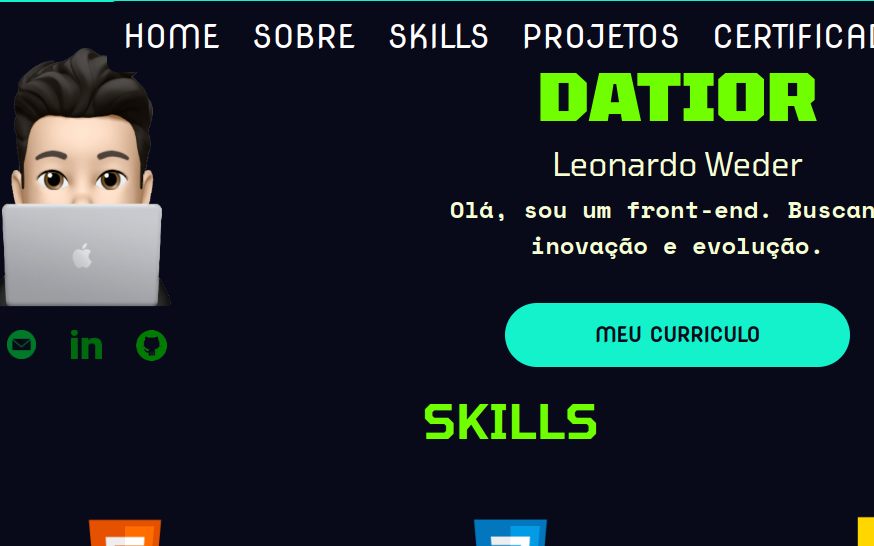 HOME SOBRE SKILLS PROJETOS CERTIFICAD
DATIOR
Leonardo Weder
Olá, sou um front-end. Buscan
inovação e evolução.
in
MEU CURRICULO
SKILLS